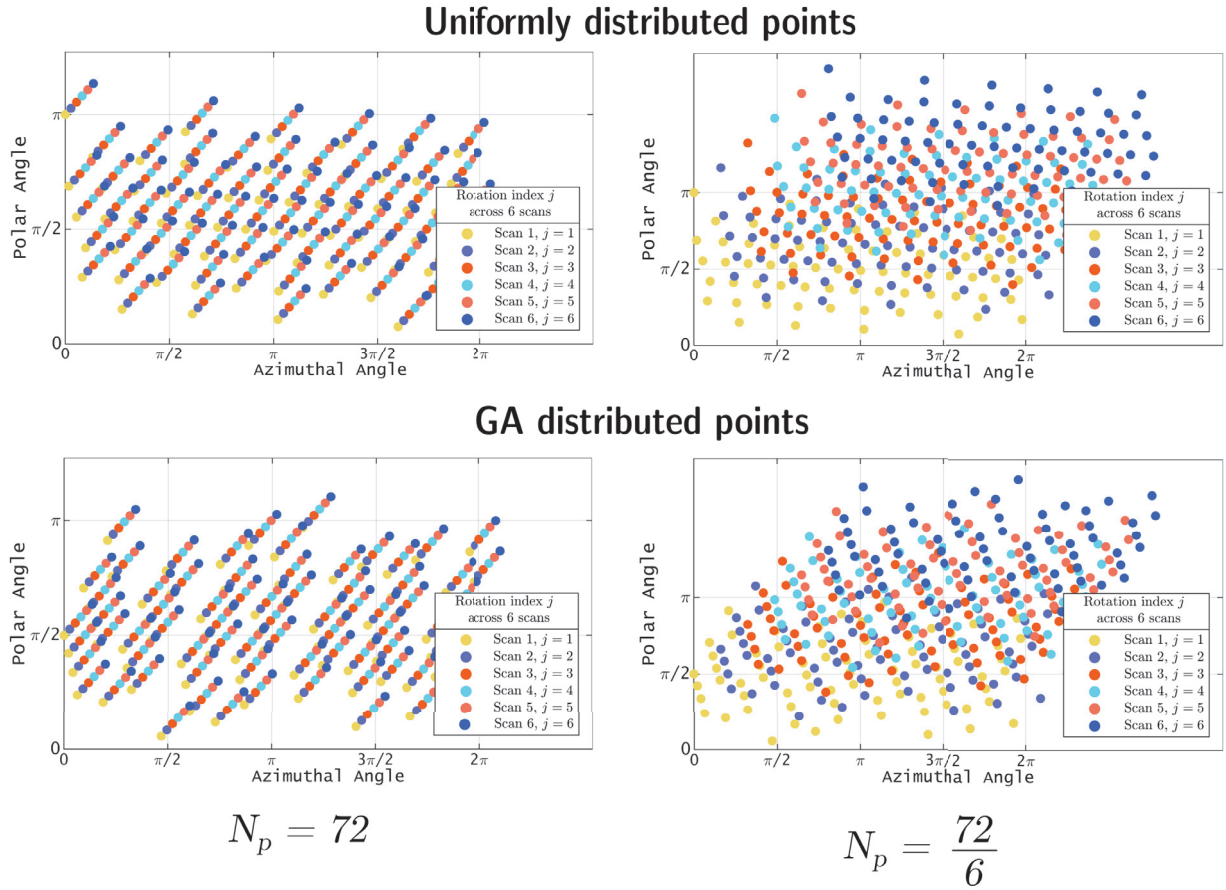 Uniformly distributed points
Polar Angle
π
π/2
0
0 π/2 π 3π/2 2π
Azimuthal Angle
Rotation index j
across 6 scans
Scan 1, j = 1
Scan 2, j = 2
Scan 3, j = 3
Scan 4, j = 4
Scan 5, j = 5
Scan 6, j = 6
Polar Angle
π
π/2
0
0 π/2 π 3π/2 2π
Azimuthal Angle
Rotation index j
across 6 scans
Scan 1, j = 1
Scan 2, j = 2
Scan 3, j = 3
Scan 4, j = 4
Scan 5, j = 5
Scan 6, j = 6
GA distributed points
Polar Angle
π
π/2
0
0 π/2 π 3π/2 2π
Azimuthal Angle
Rotation index j
across 6 scans
Scan 1, j = 1
Scan 2, j = 2
Scan 3, j = 3
Scan 4, j = 4
Scan 5, j = 5
Scan 6, j = 6
Polar Angle
π
π/2
0
0 π/2 π 3π/2 2π
Azimuthal Angle
Rotation index j
across 6 scans
Scan 1, j = 1
Scan 2, j = 2
Scan 3, j = 3
Scan 4, j = 4
Scan 5, j = 5
Scan 6, j = 6
N_p = 72
N_p = 72/6